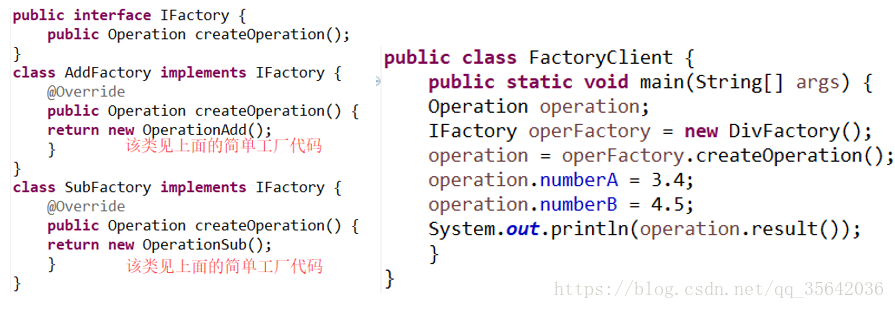 public interface IFactory {
public Operation createOperation();
}
class AddFactory implements IFactory {
@Override
public Operation createOperation() {
return new OperationAdd();
} 该类见上面的简单工厂代码
}
class SubFactory implements IFactory {
@Override
public Operation createOperation() {
return new OperationSub();
} 该类见上面的简单工厂代码
}
public class FactoryClient {
public static void main(String[] args) {
Operation operation;
IFactory operFactory = new DivFactory();
operation = operFactory.createOperation();
operation.numberA = 3.4;
operation.numberB = 4.5;
System.out.println(operation.result());
}
}
https://blog.csdn.net/qq_35642036